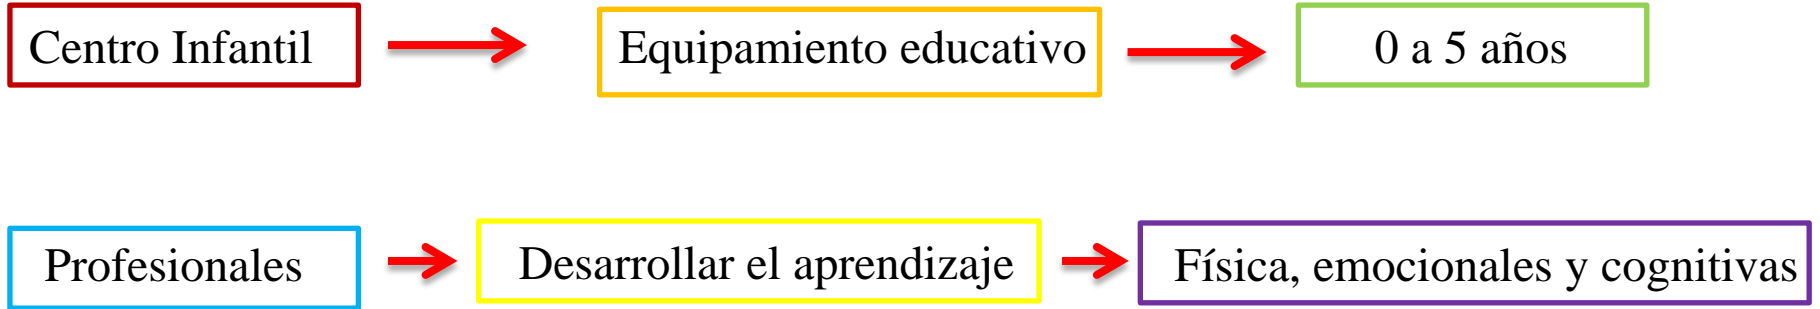 Centro Infantil
Equipamiento educativo
0 a 5 años
Profesionales
Desarrollar el aprendizaje
Física, emocionales y cognitivas